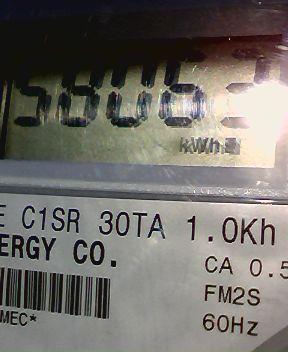 58063
kWh
E C1SR 30TA 1.0Kh
ERGY CO.
CA 0.5
FM2S
MEC*
60Hz